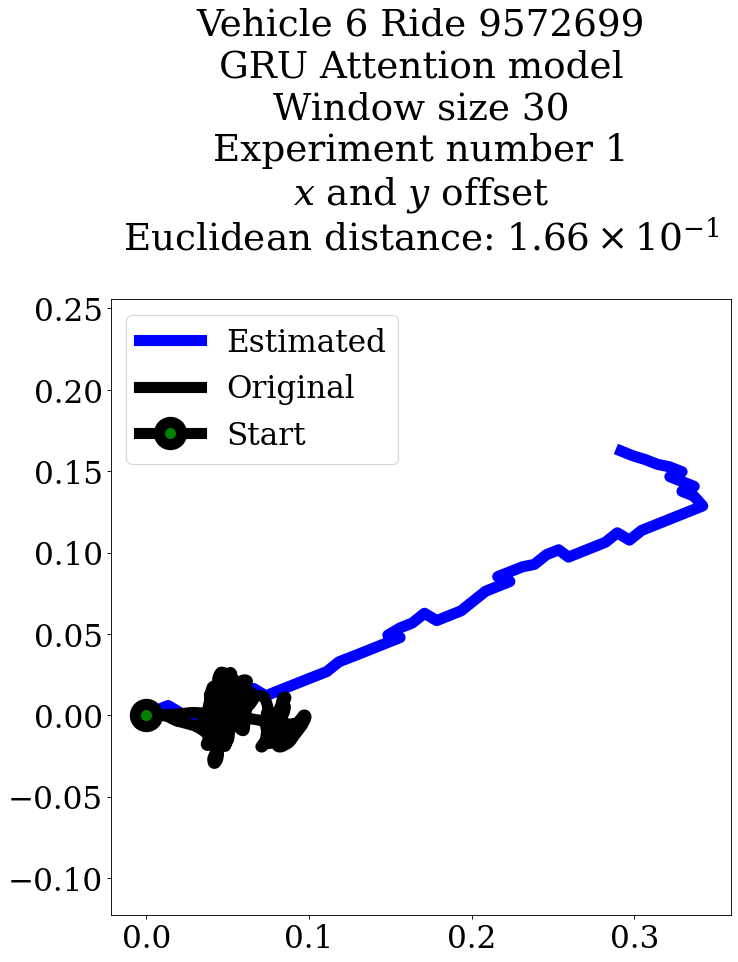 Vehicle 6 Ride 9572699
GRU Attention model
Window size 30
Experiment number 1
x and y offset
Euclidean distance: 1.66 × 10⁻¹
Estimated
Original
Start
0.25
0.20
0.15
0.10
0.05
0.00
−0.05
−0.10
0.0 0.1 0.2 0.3